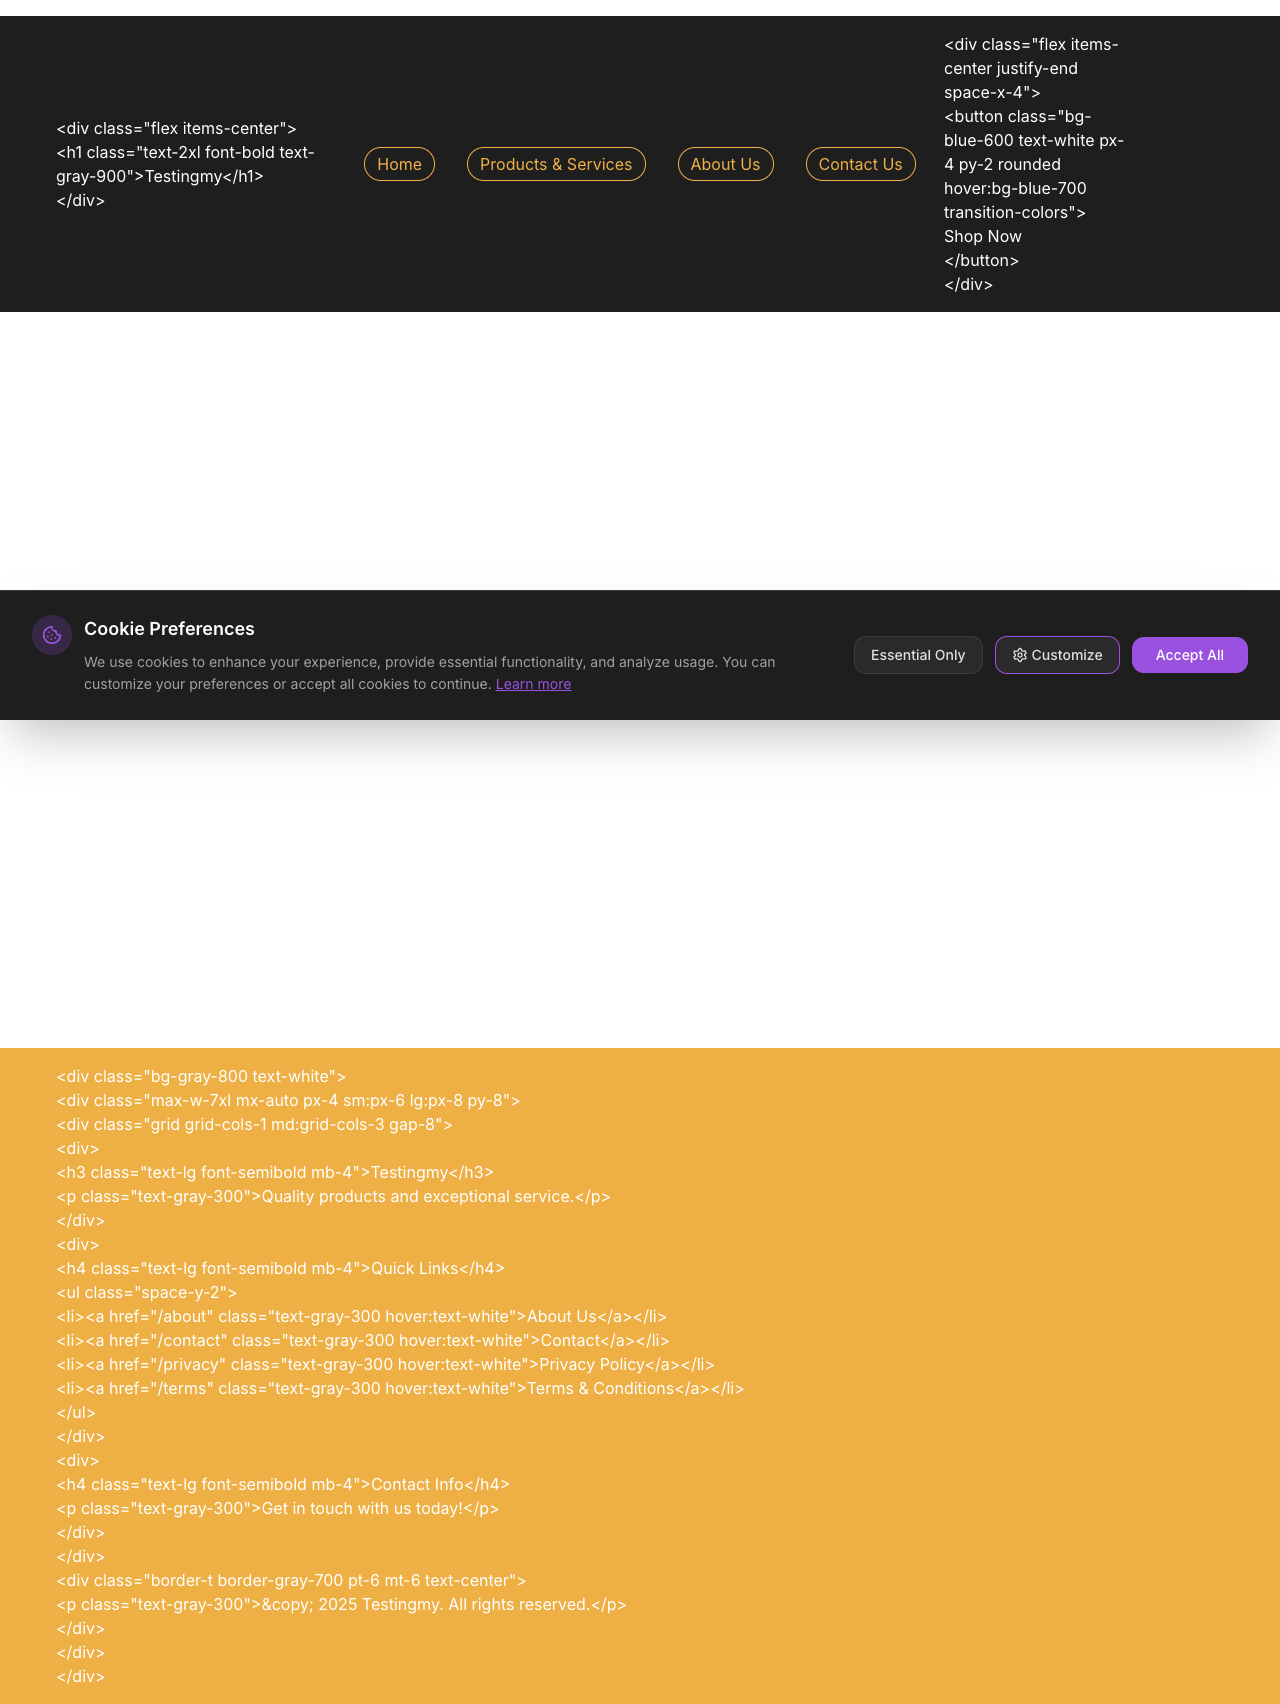 <div class="flex items-center">
<h1 class="text-2xl font-bold text-
gray-900">Testingmy</h1>
</div>
Home
Products & Services
About Us
Contact Us
<div class="flex items-
center justify-end
space-x-4">
<button class="bg-
blue-600 text-white px-
4 py-2 rounded
hover:bg-blue-700
transition-colors">
Shop Now
</button>
</div>
Cookie Preferences
We use cookies to enhance your experience, provide essential functionality, and analyze usage. You can
customize your preferences or accept all cookies to continue. Learn more
Essential Only
Customize
Accept All
<div class="bg-gray-800 text-white">
<div class="max-w-7xl mx-auto px-4 sm:px-6 lg:px-8 py-8">
<div class="grid grid-cols-1 md:grid-cols-3 gap-8">
<div>
<h3 class="text-lg font-semibold mb-4">Testingmy</h3>
<p class="text-gray-300">Quality products and exceptional service.</p>
</div>
<div>
<h4 class="text-lg font-semibold mb-4">Quick Links</h4>
<ul class="space-y-2">
<li><a href="/about" class="text-gray-300 hover:text-white">About Us</a></li>
<li><a href="/contact" class="text-gray-300 hover:text-white">Contact</a></li>
<li><a href="/privacy" class="text-gray-300 hover:text-white">Privacy Policy</a></li>
<li><a href="/terms" class="text-gray-300 hover:text-white">Terms & Conditions</a></li>
</ul>
</div>
<div>
<h4 class="text-lg font-semibold mb-4">Contact Info</h4>
<p class="text-gray-300">Get in touch with us today!</p>
</div>
</div>
<div class="border-t border-gray-700 pt-6 mt-6 text-center">
<p class="text-gray-300">&copy; 2025 Testingmy. All rights reserved.</p>
</div>
</div>
</div>